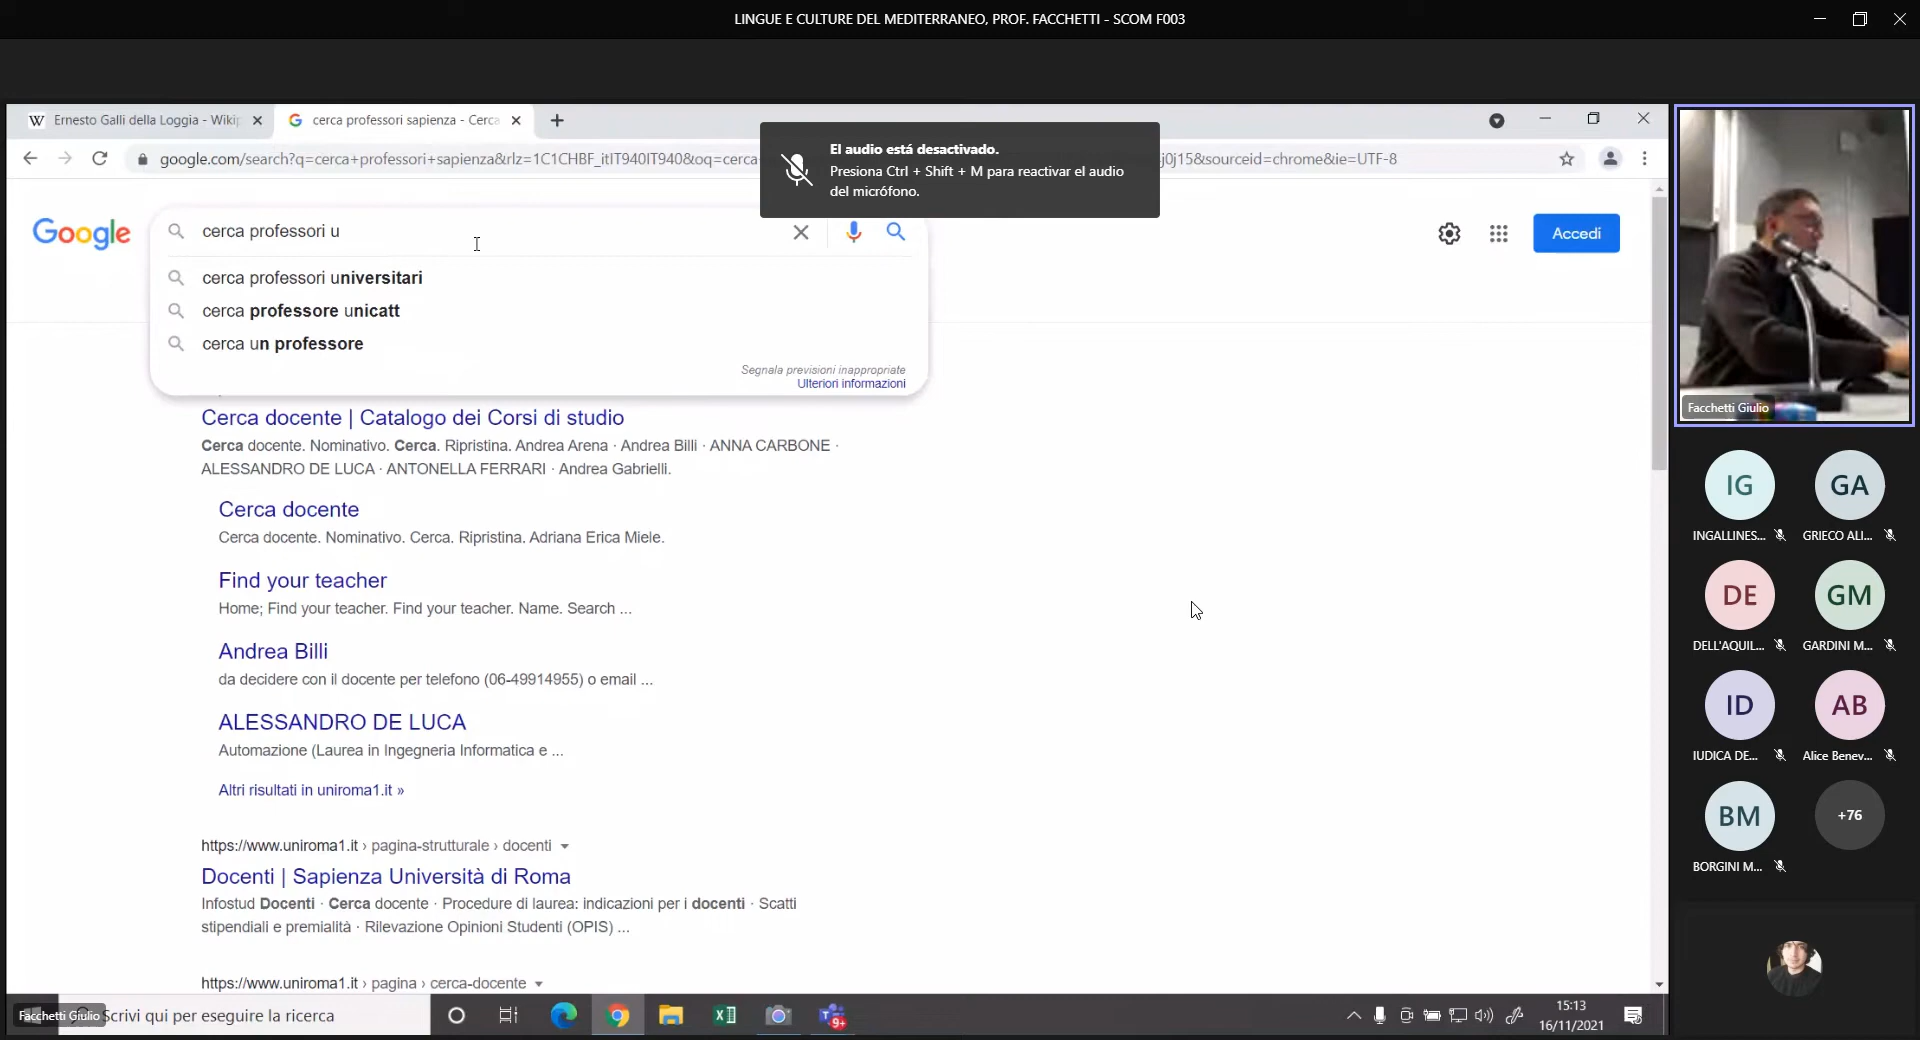 LINGUE E CULTURE DEL MEDITERRANEO, PROF. FACCHETTI - SCOM F003
Ernesto Galli della Loggia - Wikip
cerca professori sapienza - Cerca
google.com/search?q=cerca+professori+sapienza&rlz=1C1CHBF_itIT940IT940&oq=cerca-
j0j15&sourceid=chrome&ie=UTF-8
El audio está desactivado.
Presiona Ctrl + Shift + M para reactivar el audio
del micrófono.
Google
cerca professori u
Accedi
cerca professori universitari
cerca professore unicatt
cerca un professore
Segnala previsioni inappropriate
Ulteriori informazioni
Cerca docente | Catalogo dei Corsi di studio
Cerca docente. Nominativo. Cerca. Ripristina. Andrea Arena · Andrea Billi · ANNA CARBONE ·
ALESSANDRO DE LUCA · ANTONELLA FERRARI · Andrea Gabrielli.
Cerca docente
Cerca docente. Nominativo. Cerca. Ripristina. Adriana Erica Miele.
Find your teacher
Home; Find your teacher. Find your teacher. Name. Search ...
Andrea Billi
da decidere con il docente per telefono (06-49914955) o email ...
ALESSANDRO DE LUCA
Automazione (Laurea in Ingegneria Informatica e ...
Altri risultati in uniroma1.it »
https://www.uniroma1.it › pagina-strutturale › docenti
Docenti | Sapienza Università di Roma
Infostud Docenti · Cerca docente · Procedure di laurea: indicazioni per i docenti · Scatti
stipendiali e premialità · Rilevazione Opinioni Studenti (OPIS) ...
https://www.uniroma1.it › pagina › cerca-docente
Facchetti Giulio
Scrivi qui per eseguire la ricerca
9+
15:13
16/11/2021
Facchetti Giulio
IG
GA
INGALLINES...
GRIECO ALI...
DE
GM
DELL'AQUIL...
GARDINI M...
ID
AB
IUDICA DE...
Alice Benev...
BM
+76
BORGINI M...